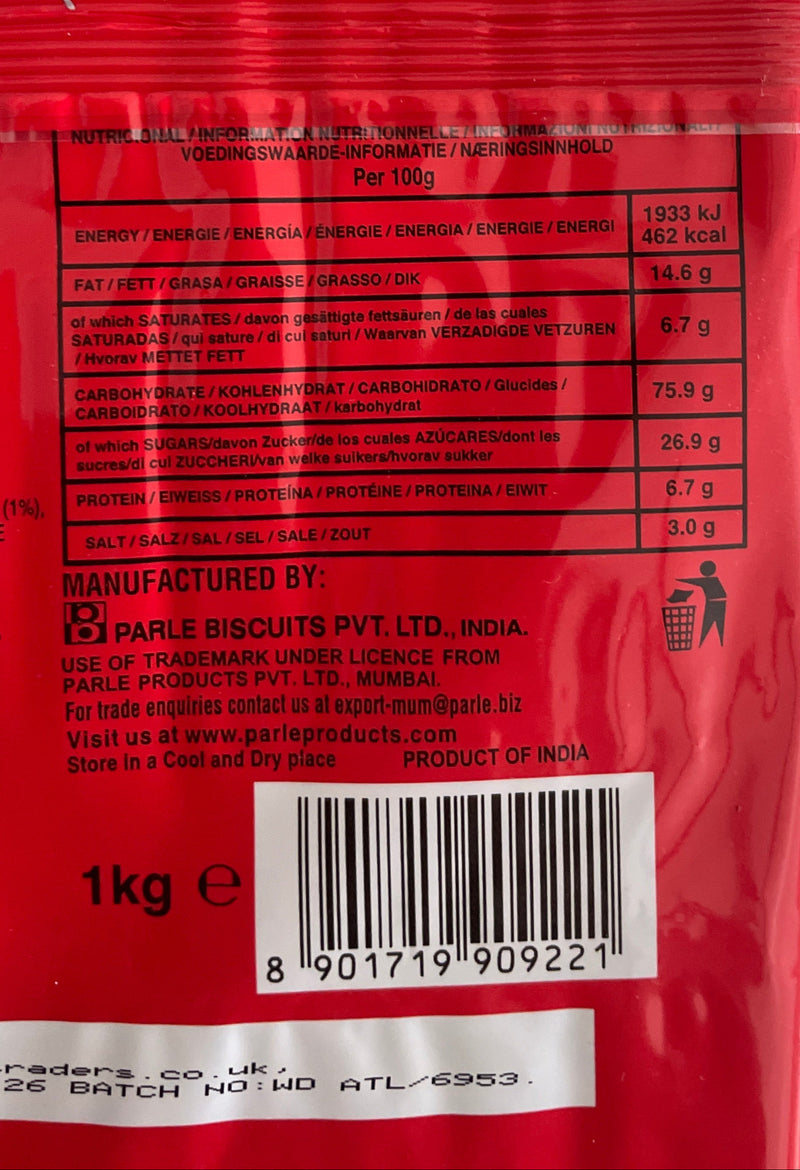 NUTRICIONAL / INFORMATION NUTRITIONNELLE / INFORMAZIONI NUTRIZIONALI /
VOEDINGSWAARDE-INFORMATIE / NÆRINGSINNHOLD
Per 100g
ENERGY / ENERGIE / ENERGÍA / ÉNERGIE / ENERGIA / ENERGIE / ENERGI
1933 kJ
462 kcal
FAT / FETT / GRASA / GRAISSE / GRASSO / DIK
14.6 g
of which SATURATES / davon gesättigte fettsäuren / de las cuales
SATURADAS / qui sature / di cui saturi / Waarvan VERZADIGDE VETZUREN
/ Hvorav METTET FETT
6.7 g
CARBOHYDRATE / KOHLENHYDRAT / CARBOHIDRATO / Glucides /
CARBOIDRATO / KOOLHYDRAAT / karbohydrat
75.9 g
of which SUGARS/davon Zucker/de los cuales AZÚCARES/dont les
sucres/di cui ZUCCHERI/van welke suikers/hvorav sukker
26.9 g
PROTEIN / EIWEISS / PROTEÍNA / PROTÉINE / PROTEINA / EIWIT
6.7 g
(1%),
SALT / SALZ / SAL / SEL / SALE / ZOUT
3.0 g
MANUFACTURED BY:
PARLE BISCUITS PVT. LTD., INDIA.
USE OF TRADEMARK UNDER LICENCE FROM
PARLE PRODUCTS PVT. LTD., MUMBAI.
For trade enquiries contact us at export-mum@parle.biz
Visit us at www.parleproducts.com
Store in a Cool and Dry place PRODUCT OF INDIA
1kg e
8 901719 909221
raders.co.uk,
26 BATCH NO:WD ATL/6953.